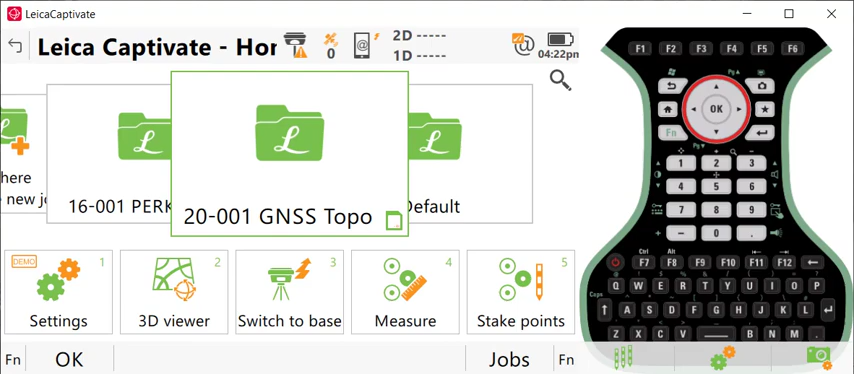 LeicaCaptivate
Leica Captivate - Hor
0
2D -----
1D -----
04:22pm
here
new jo
16-001 PERK
20-001 GNSS Topo
Default
DEMO
1
Settings
2
3D viewer
3
Switch to base
4
Measure
5
Stake points
Fn
OK
Jobs
Fn
F1 F2 F3 F4 F5 F6
Pg
OK
Fn
Pg
1 2 3
4 5 6
7 8 9
- 0 .
Ctrl Alt
F7 F8 F9 F10 F11 F12
Q W E R T Y U I O P
Caps
A S D F G H J K L
Z X C V B N M .